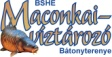 BSHE
Maconkai-
víztározó
Bátonyterenye